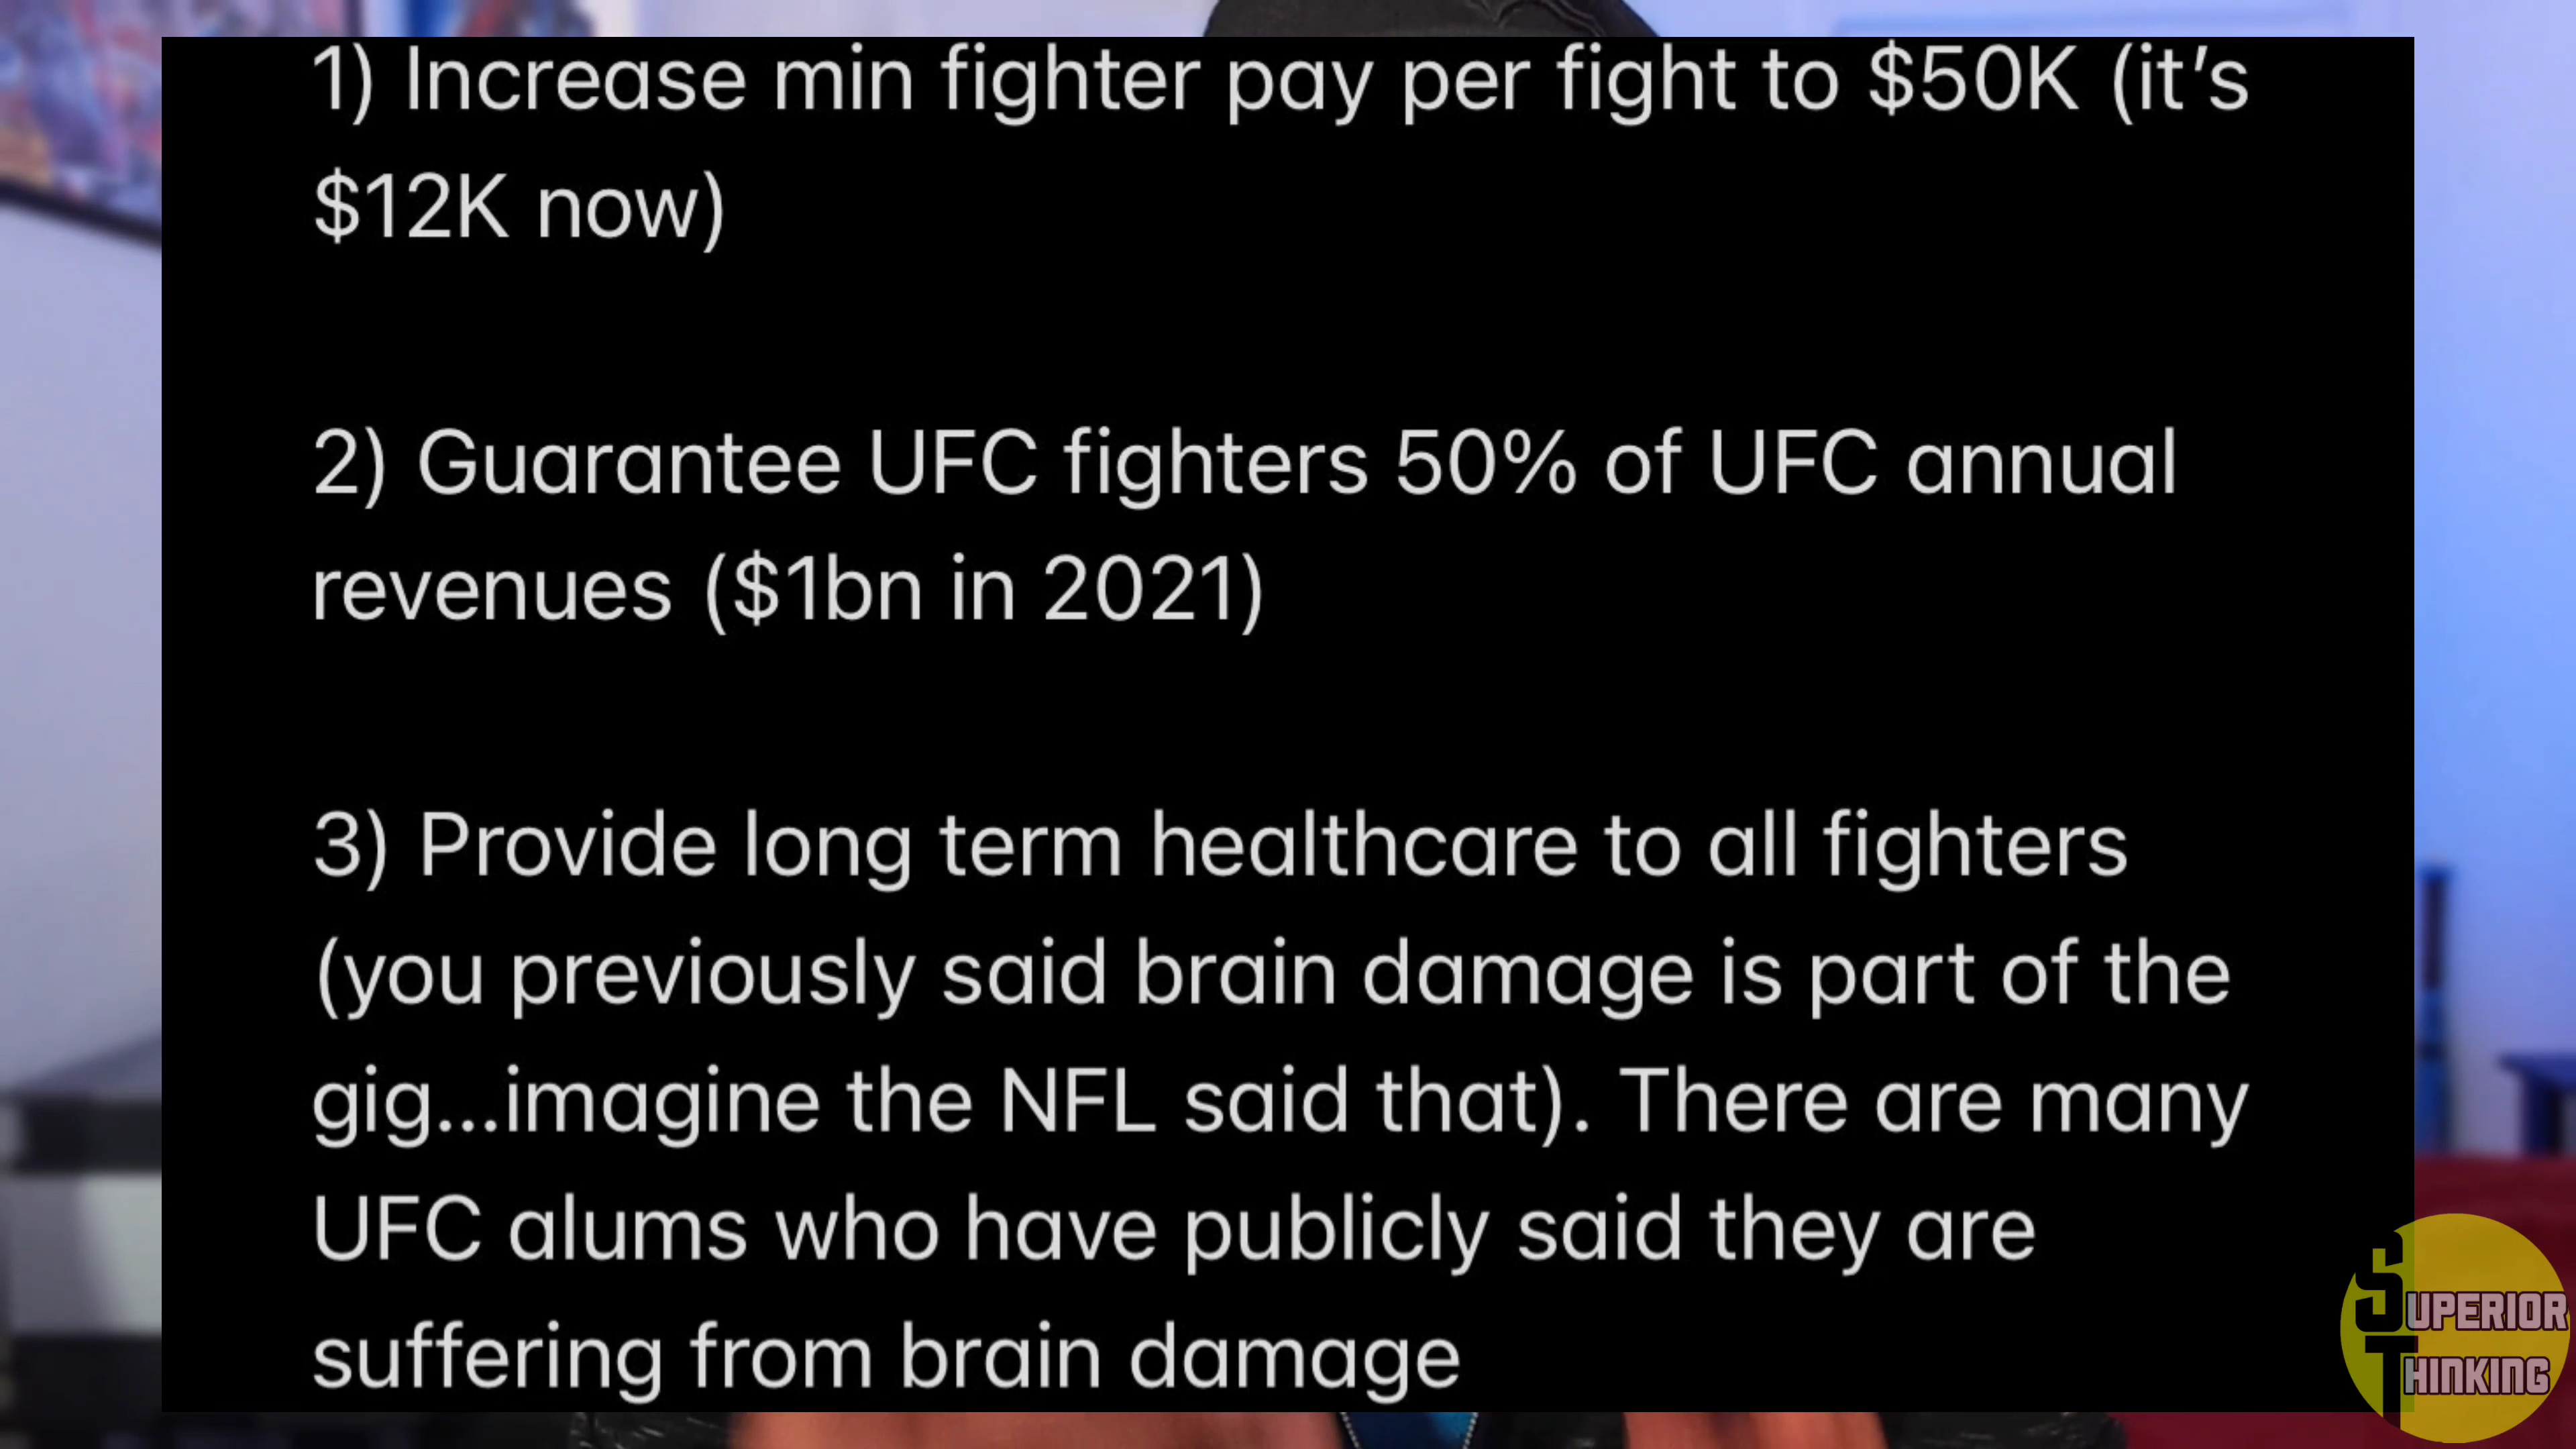 1) Increase min fighter pay per fight to $50K (it’s
$12K now)
2) Guarantee UFC fighters 50% of UFC annual
revenues ($1bn in 2021)
3) Provide long term healthcare to all fighters
(you previously said brain damage is part of the
gig...imagine the NFL said that). There are many
UFC alums who have publicly said they are
suffering from brain damage
SUPERIOR
THINKING